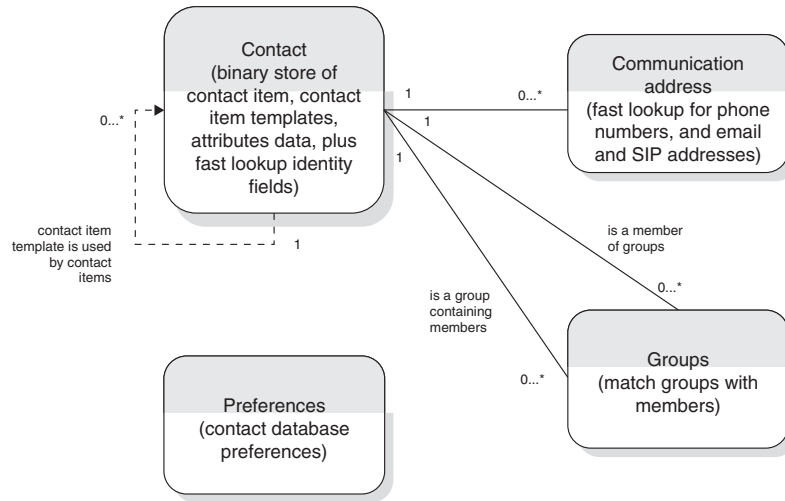 Contact
(binary store of
contact item, contact
item templates,
attributes data, plus
fast lookup identity
fields)
Communication
address
(fast lookup for phone
numbers, and email
and SIP addresses)
1
0...*
1
1
0...*
contact item
template is used
by contact
items
1
is a member
of groups
is a group
containing
members
0...*
0...*
Groups
(match groups with
members)
Preferences
(contact database
preferences)